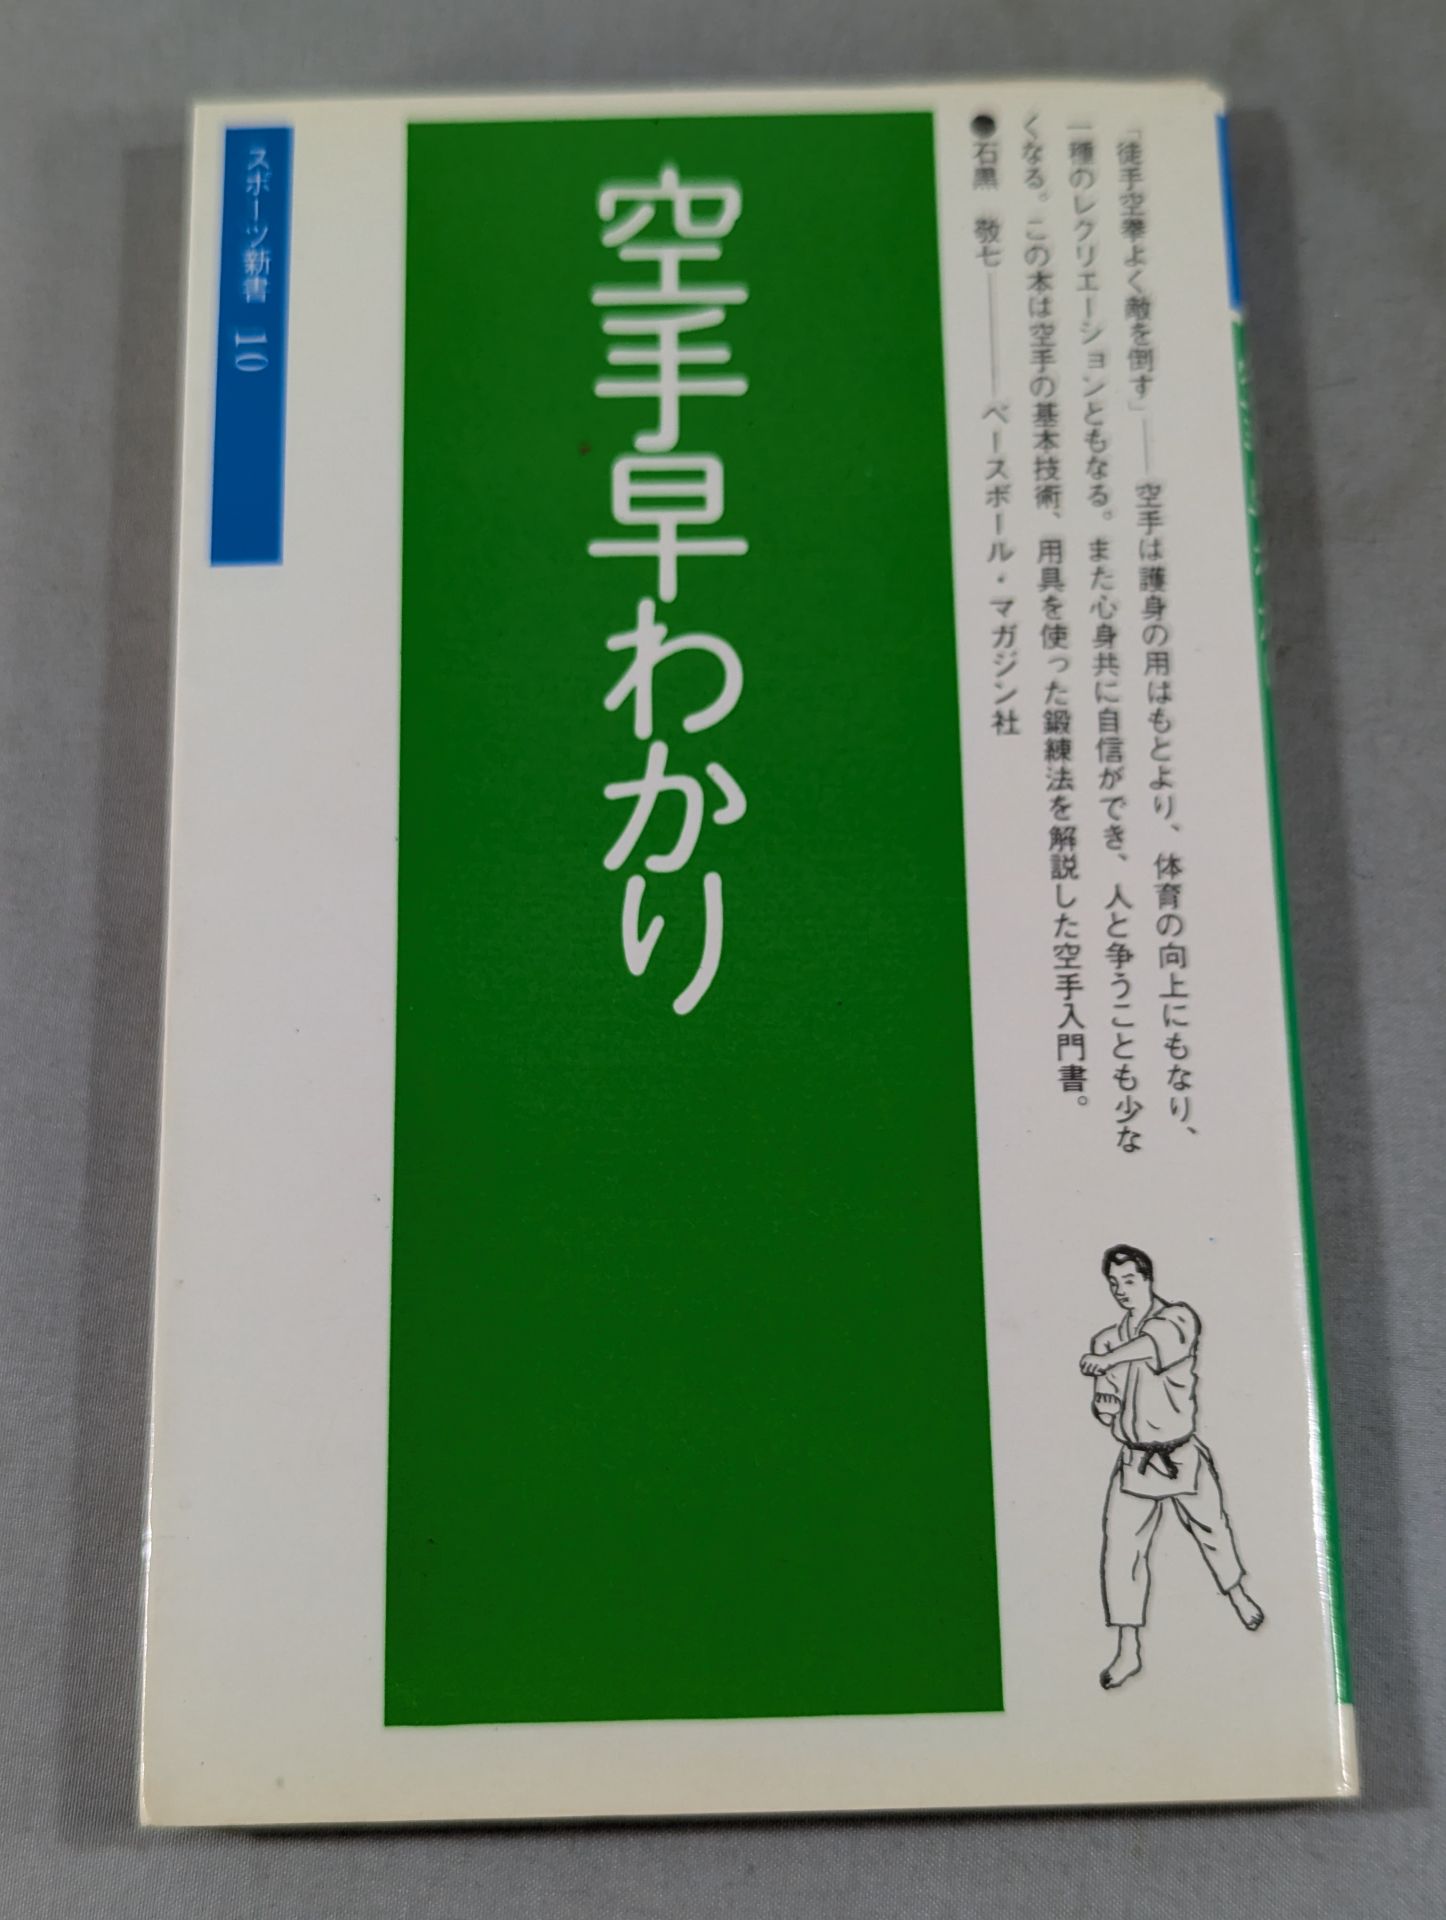 「徒手空拳よく敵を倒す」――空手は護身の用はもとより、体育の向上にもなり、
一種のレクリエーションともなる。また心身共に自信ができ、人と争うことも少な
くなる。この本は空手の基本技術、用具を使った鍛練法を解説した空手入門書。
●石黒 敬七――――ベースボール・マガジン社
空手早わかり
スポーツ新書 10